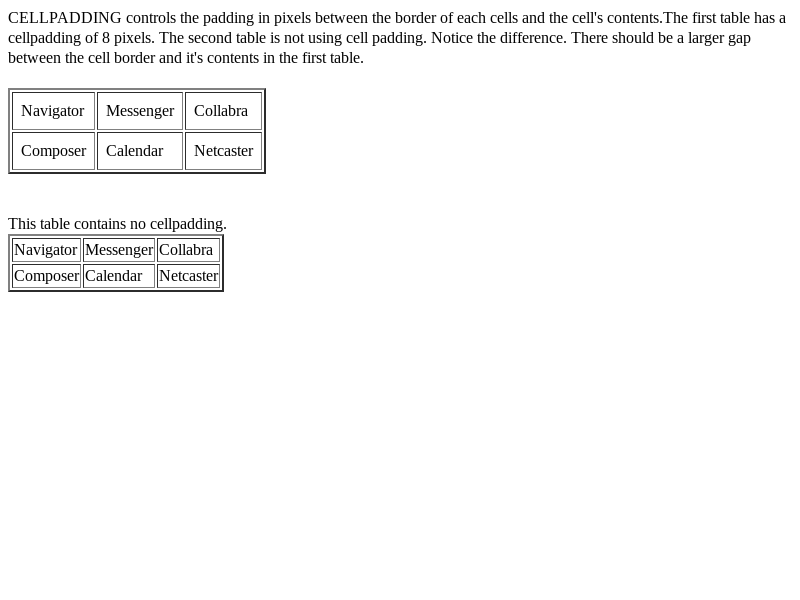 CELLPADDING controls the padding in pixels between the border of each cells and the cell's contents.The first table has a
cellpadding of 8 pixels. The second table is not using cell padding. Notice the difference. There should be a larger gap
between the cell border and it's contents in the first table.
Navigator Messenger Collabra
Composer Calendar Netcaster
This table contains no cellpadding.
Navigator Messenger Collabra
Composer Calendar Netcaster